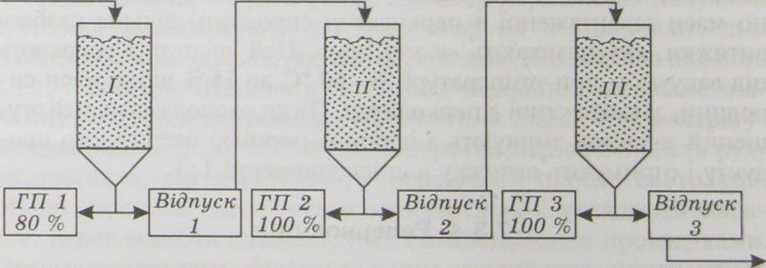 I
II
III
ГП 1
80 %
Відпуск
1
ГП 2
100 %
Відпуск
2
ГП 3
100 %
Відпуск
3